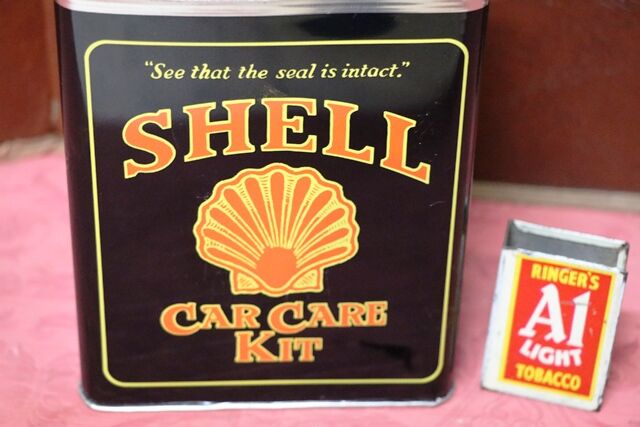 "See that the seal is intact."
SHELL
CAR CARE
KIT
RINGER'S
A1
LIGHT
TOBACCO